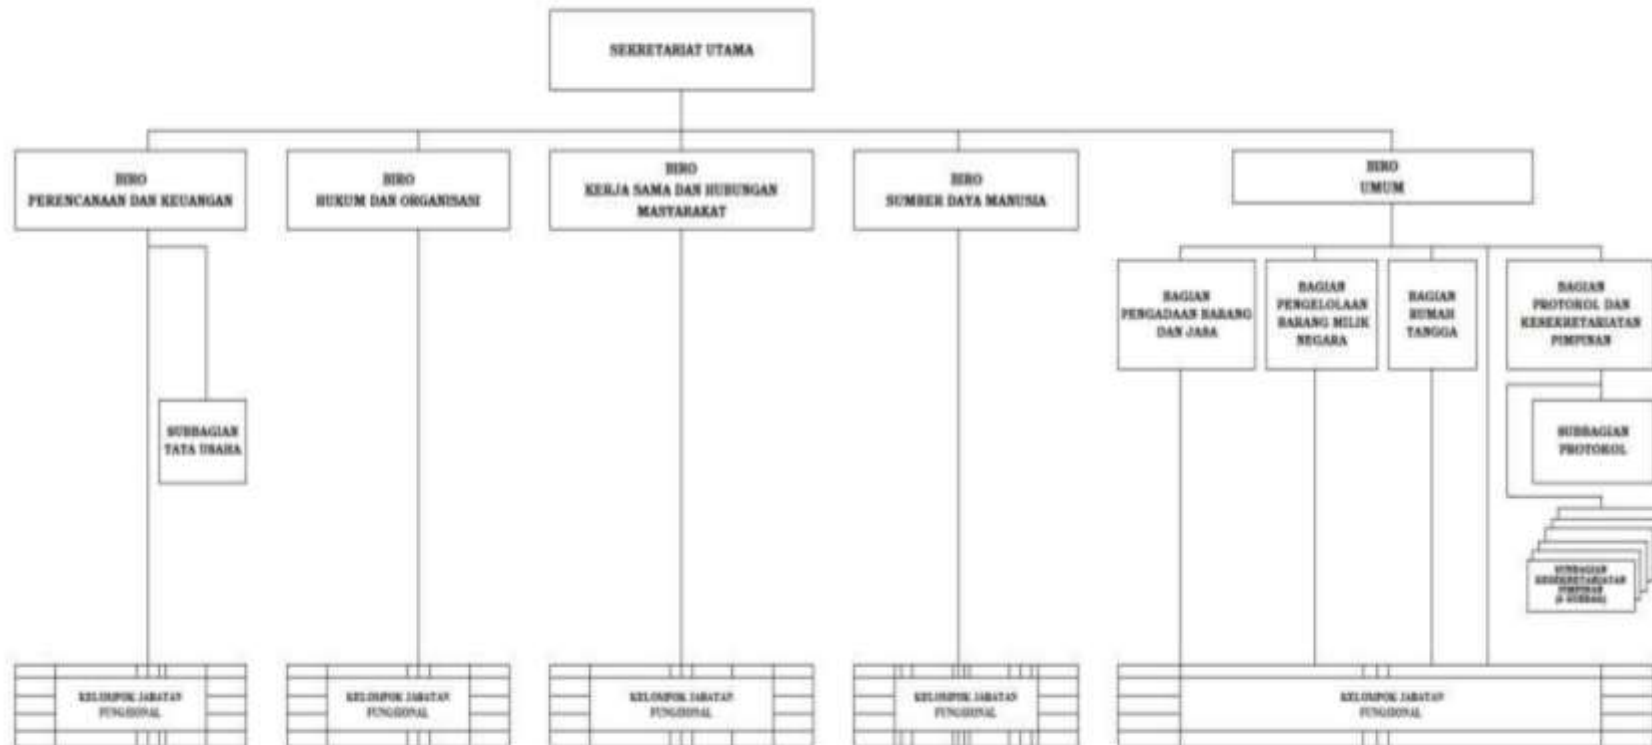 SEKRETARIAT UTAMA
BIRO
PERENCANAAN DAN KEUANGAN
BIRO
HUKUM DAN ORGANISASI
BIRO
KERJA SAMA DAN HUBUNGAN
MASYARAKAT
BIRO
SUMBER DAYA MANUSIA
BIRO
UMUM
BAGIAN
PENGADAAN BARANG
DAN JASA
BAGIAN
PENGELOLAAN
BARANG MILIK
NEGARA
BAGIAN
RUMAH
TANGGA
BAGIAN
PROTOKOL DAN
KESEKRETARIATAN
PIMPINAN
SUBBAGIAN
TATA USAHA
SUBBAGIAN
PROTOKOL
SUBBAGIAN
KESEKRETARIATAN
PIMPINAN
KELOMPOK JABATAN
FUNGSIONAL
KELOMPOK JABATAN
FUNGSIONAL
KELOMPOK JABATAN
FUNGSIONAL
KELOMPOK JABATAN
FUNGSIONAL
KELOMPOK JABATAN
FUNGSIONAL